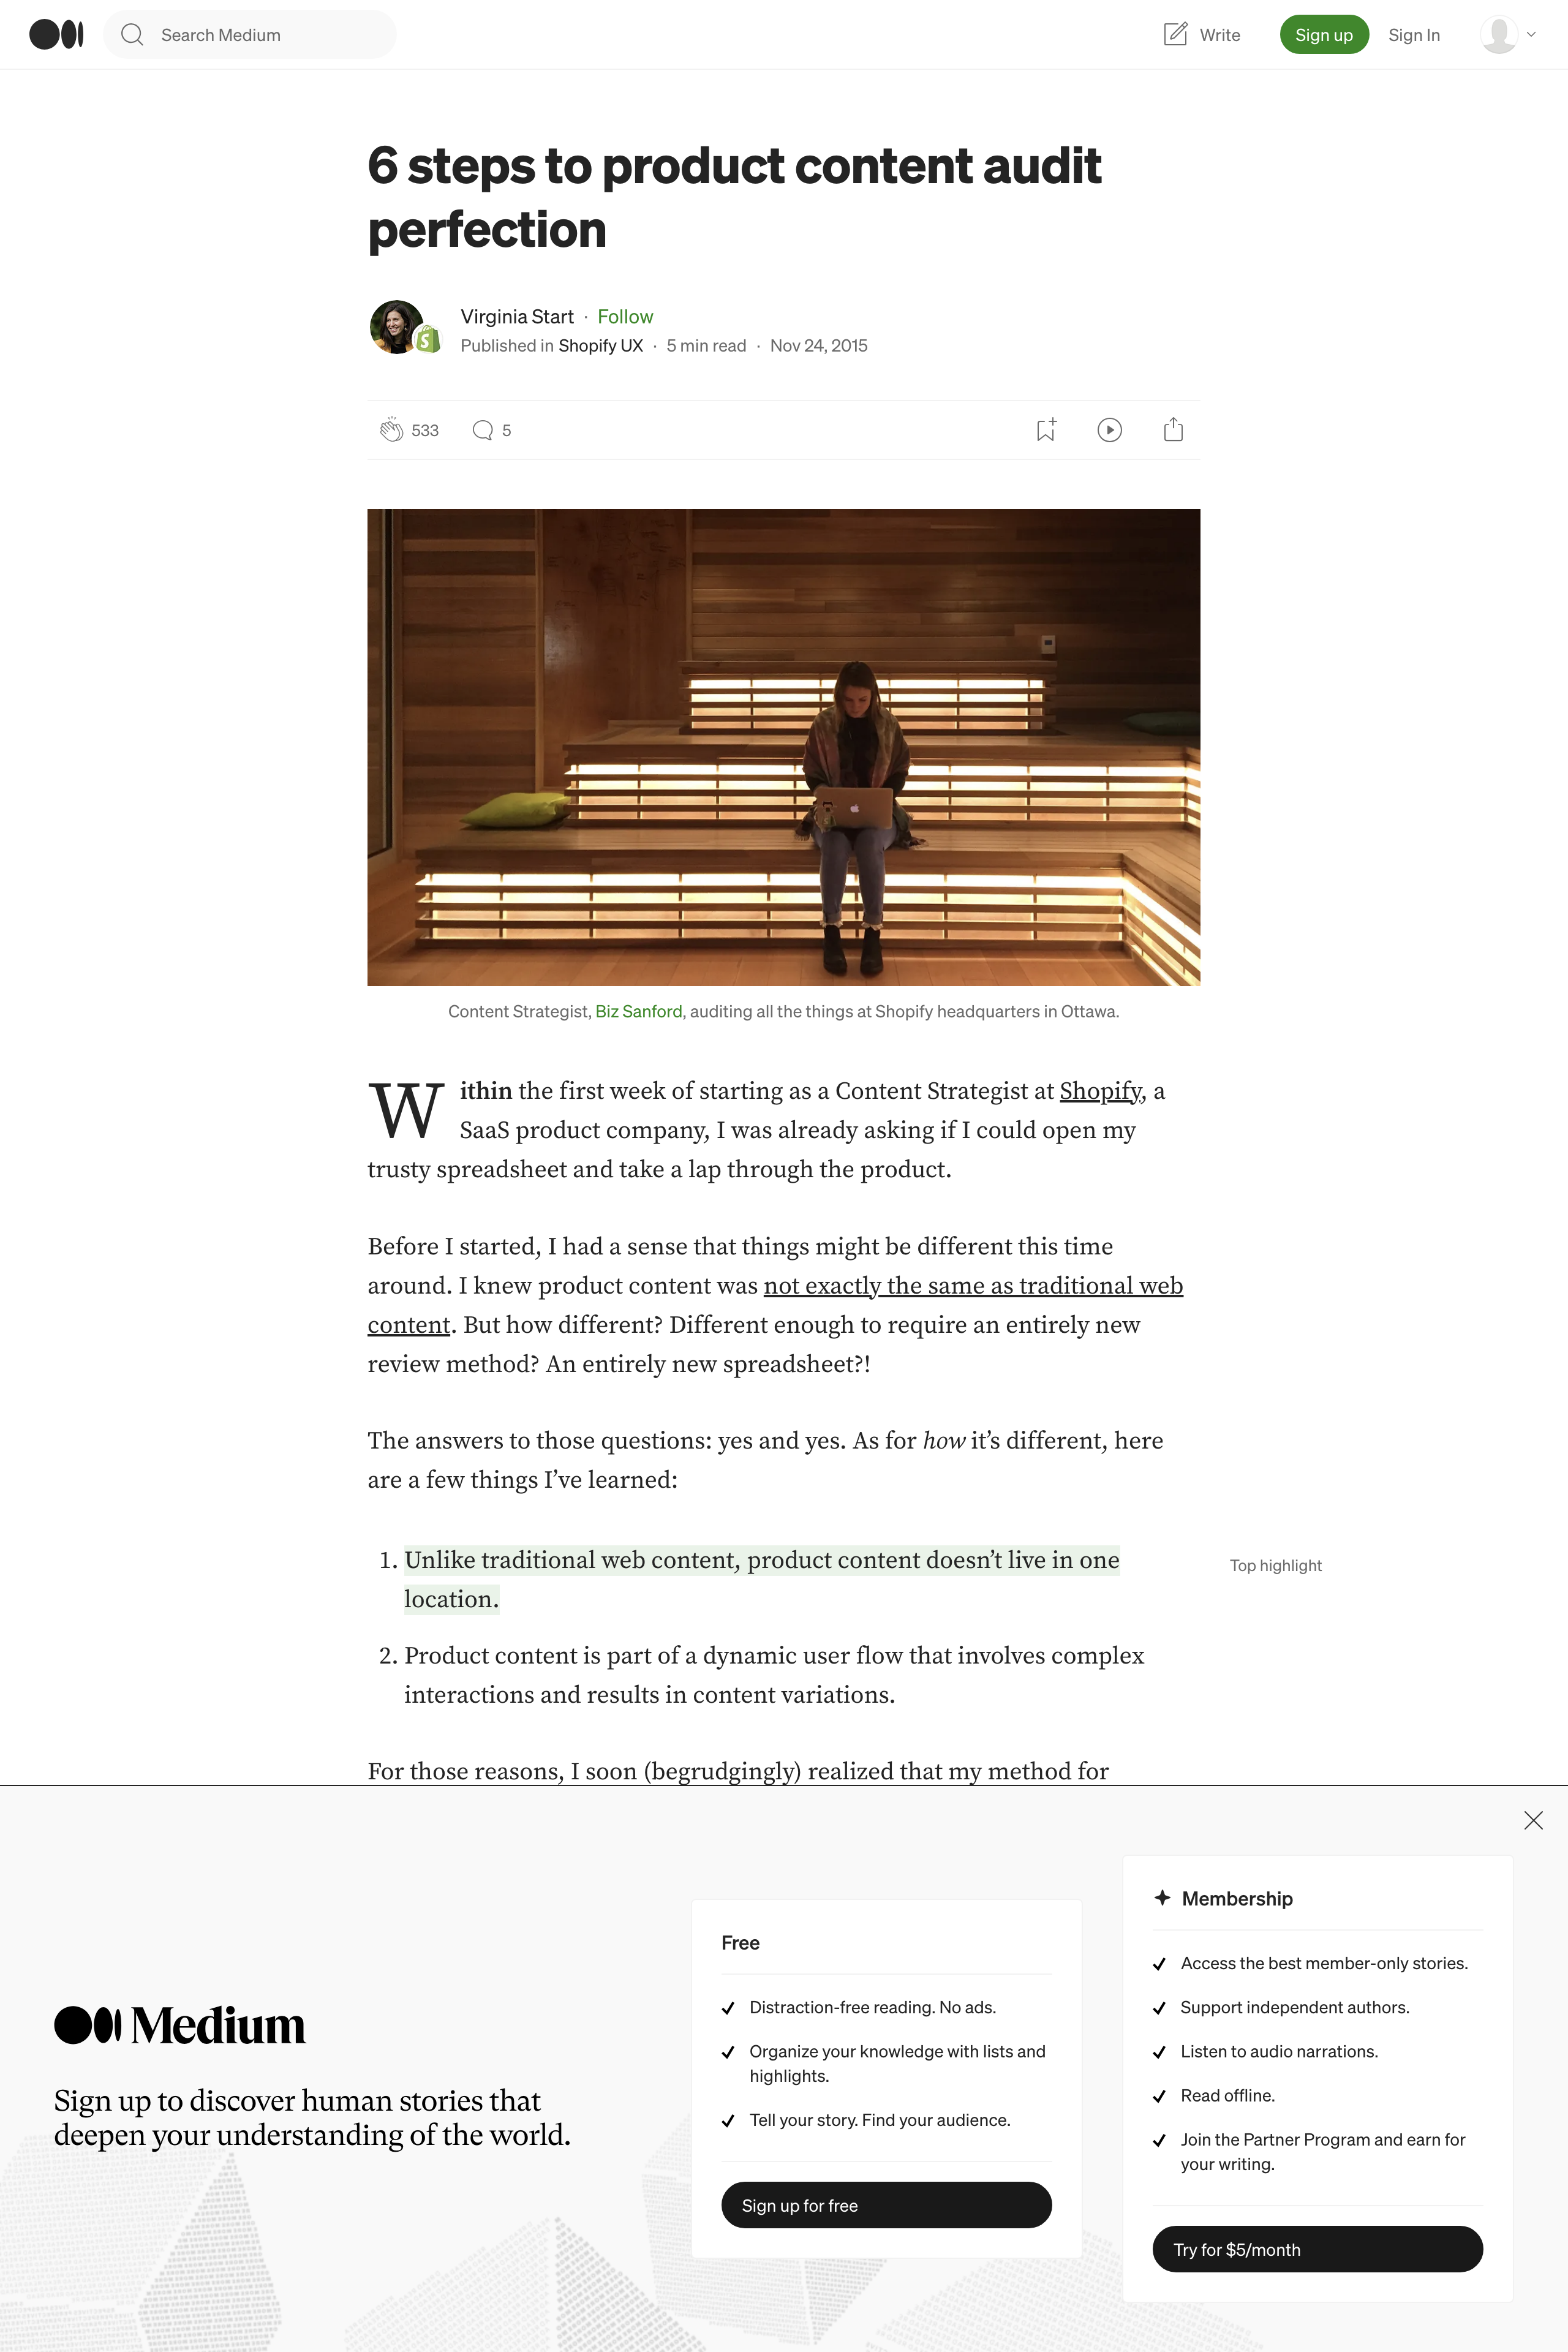 Search Medium
Write
Sign up
Sign In
6 steps to product content audit
perfection
Virginia Start · Follow
Published in Shopify UX · 5 min read · Nov 24, 2015
533
5
Content Strategist, Biz Sanford, auditing all the things at Shopify headquarters in Ottawa.
Within the first week of starting as a Content Strategist at Shopify, a
SaaS product company, I was already asking if I could open my
trusty spreadsheet and take a lap through the product.
Before I started, I had a sense that things might be different this time
around. I knew product content was not exactly the same as traditional web
content. But how different? Different enough to require an entirely new
review method? An entirely new spreadsheet?!
The answers to those questions: yes and yes. As for how it’s different, here
are a few things I’ve learned:
1. Unlike traditional web content, product content doesn’t live in one
location.
Top highlight
2. Product content is part of a dynamic user flow that involves complex
interactions and results in content variations.
For those reasons, I soon (begrudgingly) realized that my method for
Medium
Sign up to discover human stories that
deepen your understanding of the world.
Free
Distraction-free reading. No ads.
Organize your knowledge with lists and
highlights.
Tell your story. Find your audience.
Sign up for free
Membership
Access the best member-only stories.
Support independent authors.
Listen to audio narrations.
Read offline.
Join the Partner Program and earn for
your writing.
Try for $5/month